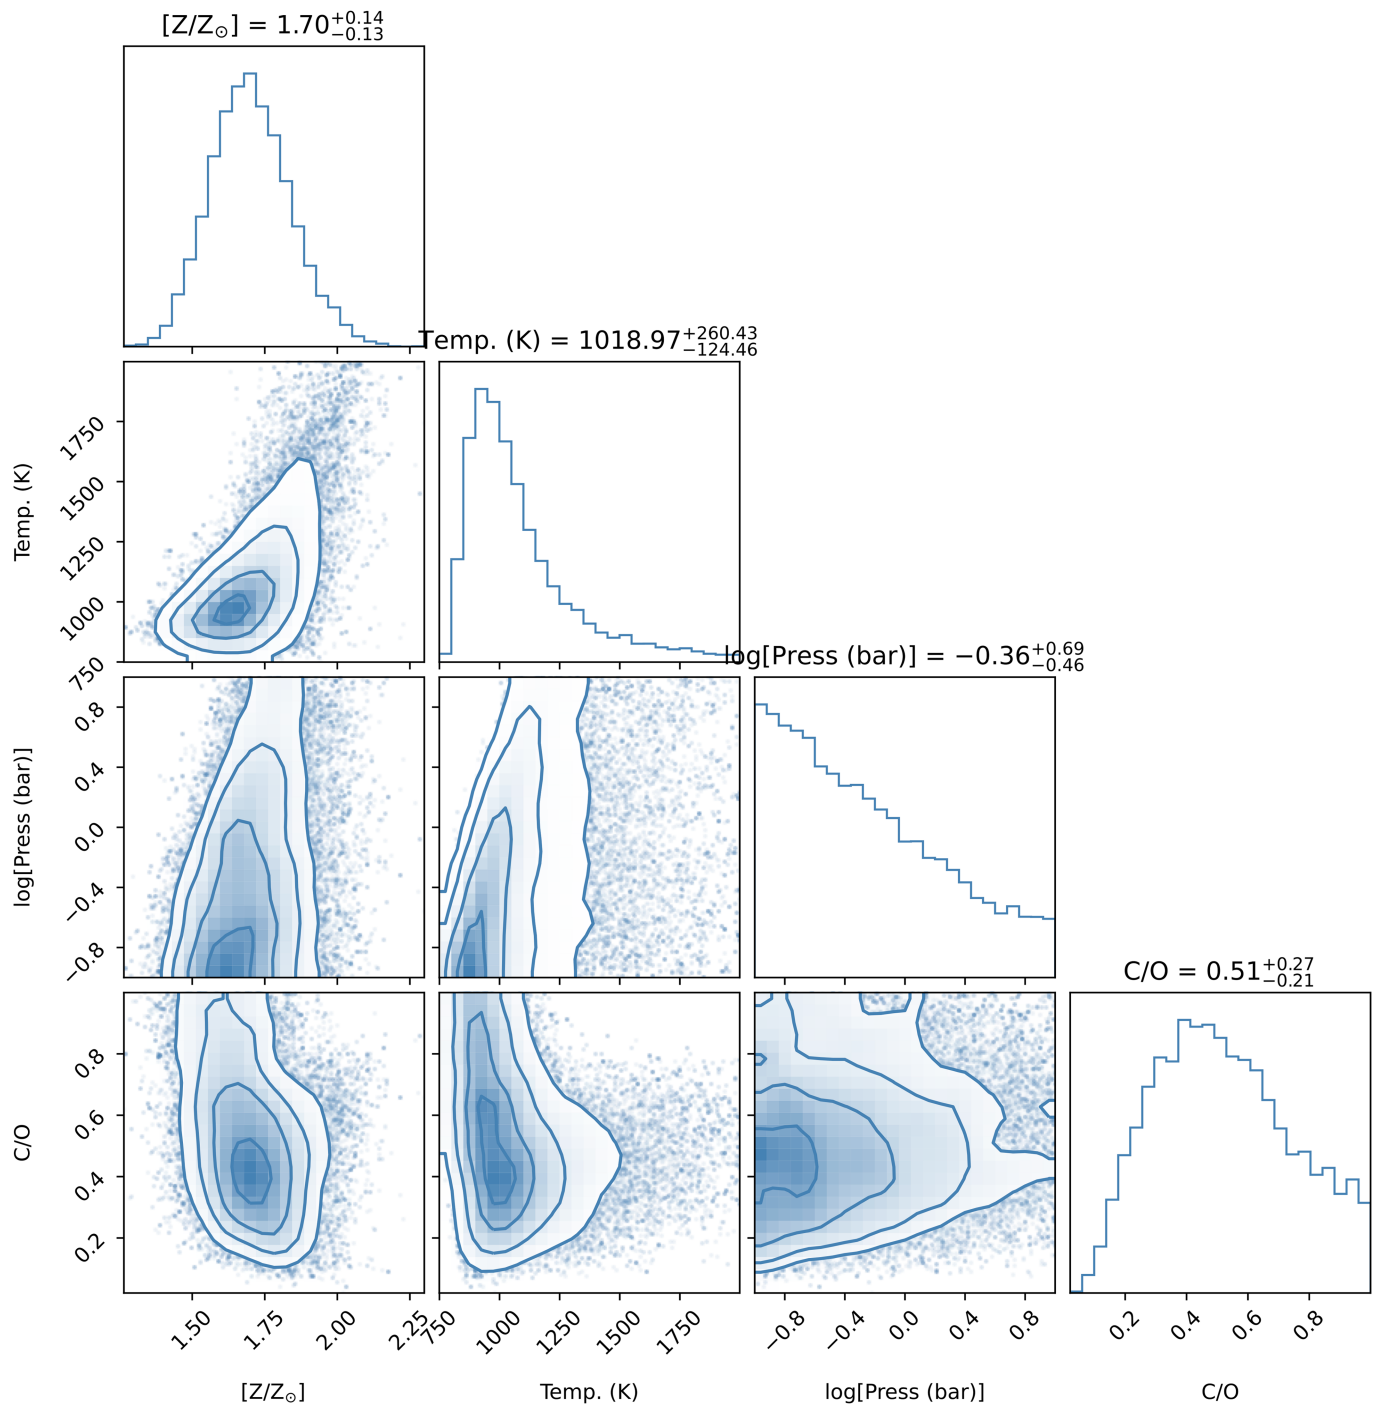 [Z/Z☉] = 1.70+0.14−0.13
Temp. (K) = 1018.97+260.43−124.46
Temp. (K)
1750
1500
1250
1000
750
log[Press (bar)] = −0.36+0.69−0.46
log[Press (bar)]
0.8
0.4
0.0
−0.4
−0.8
C/O = 0.51+0.27−0.21
C/O
0.8
0.6
0.4
0.2
1.50 1.75 2.00 2.25 750 1000 1250 1500 1750 −0.8 −0.4 0.0 0.4 0.8 0.2 0.4 0.6 0.8
[Z/Z☉] Temp. (K) log[Press (bar)] C/O